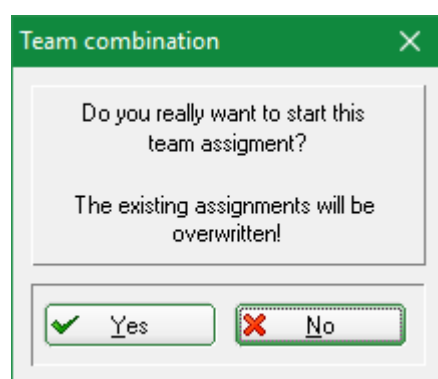 Team combination
Do you really want to start this
team assigment?
The existing assignments will be
overwritten!
Yes
No